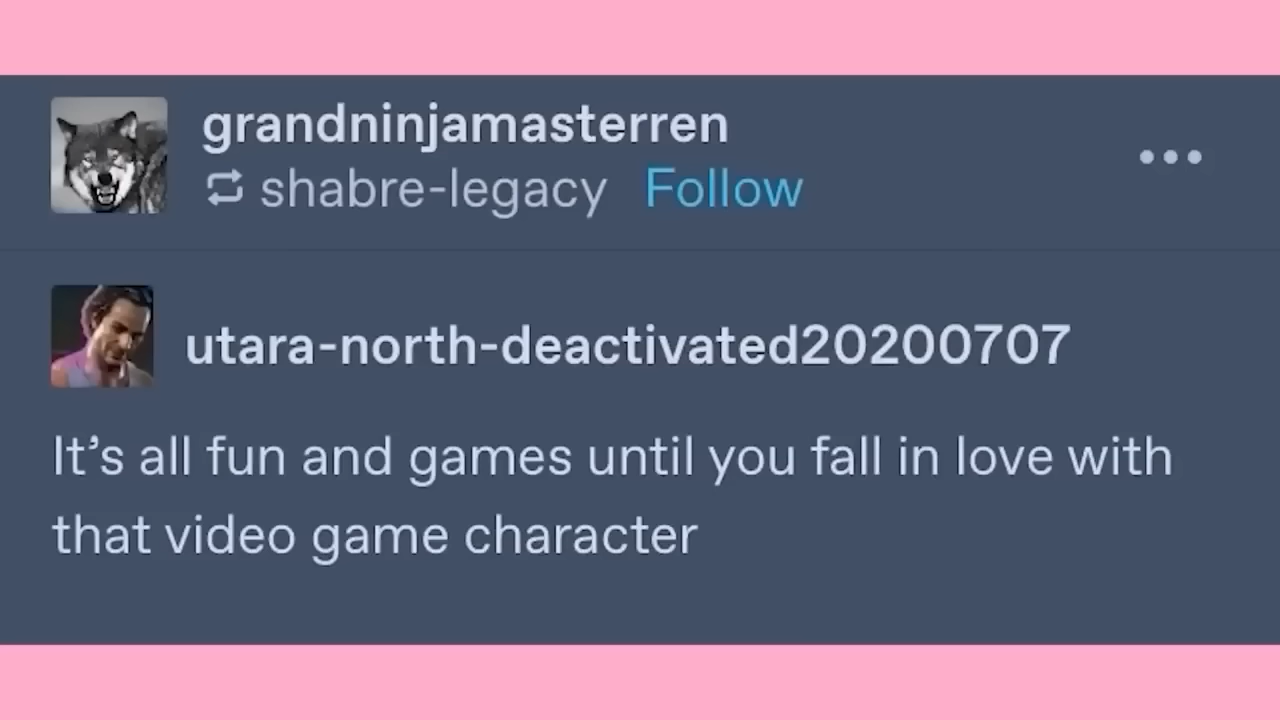 grandninjamasterren
shabre-legacy Follow
utara-north-deactivated20200707
It’s all fun and games until you fall in love with
that video game character